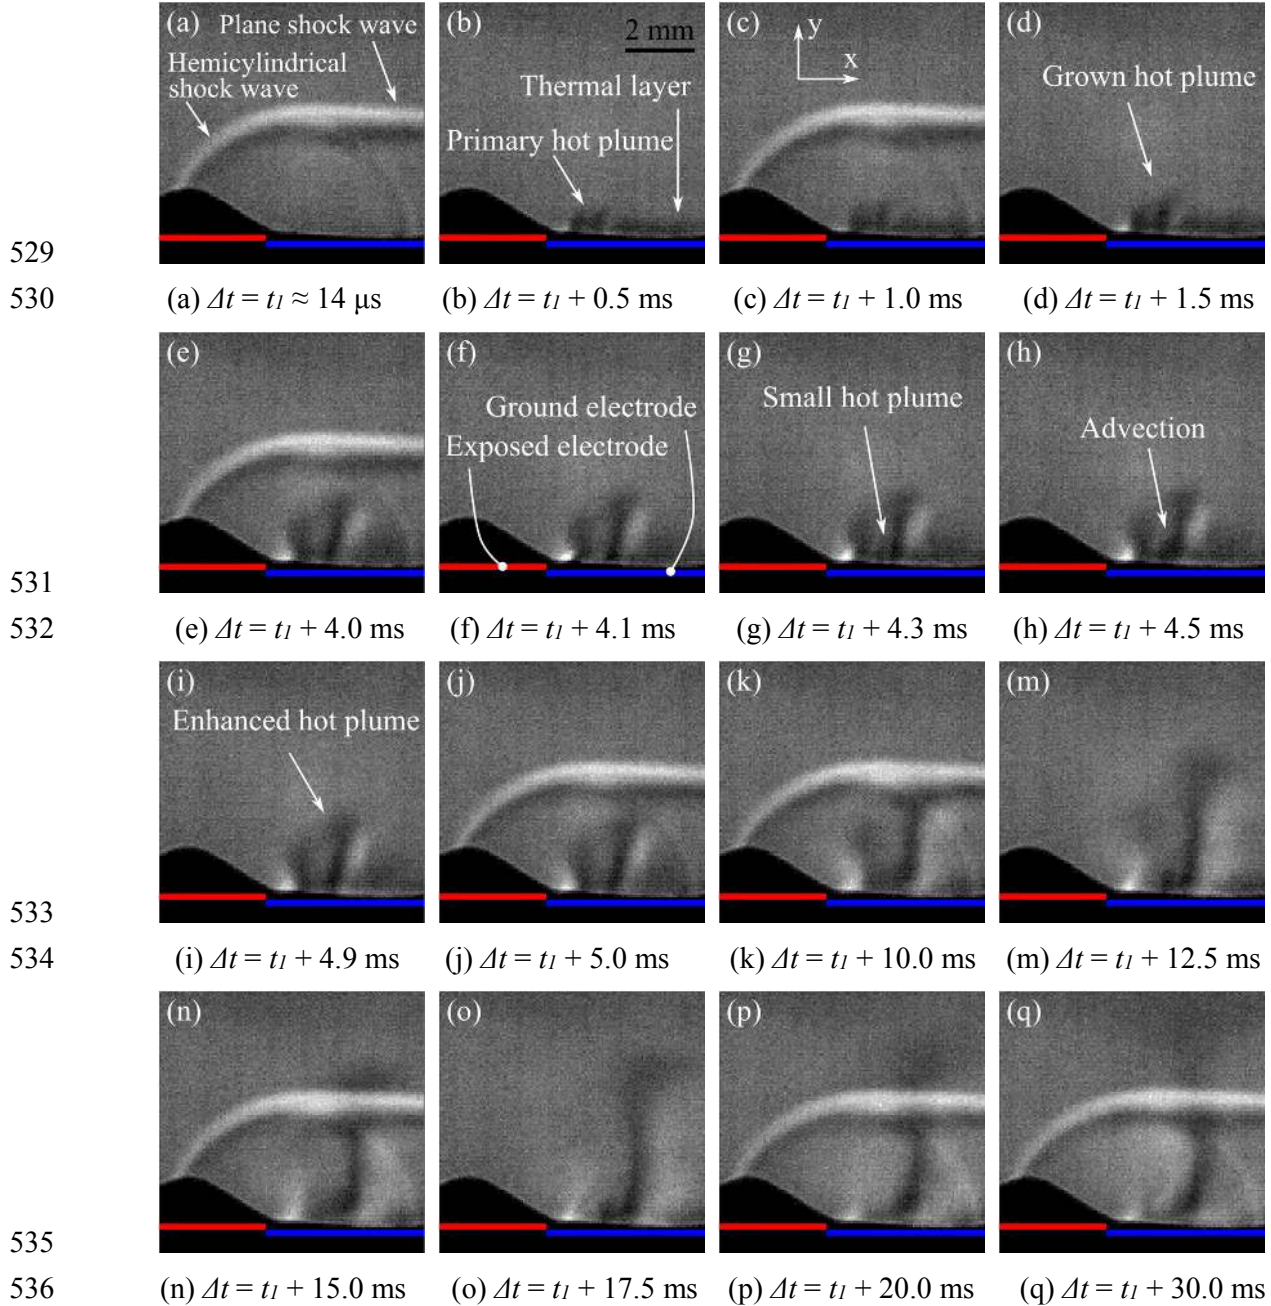 (a) Plane shock wave
Hemicylindrical
shock wave
(b) 2 mm
Thermal layer
Primary hot plume
(c) y
x
(d)
Grown hot plume
529
530 (a) Δt = t1 ≈ 14 μs (b) Δt = t1 + 0.5 ms (c) Δt = t1 + 1.0 ms (d) Δt = t1 + 1.5 ms
(e)
(f)
Ground electrode
Exposed electrode
(g)
Small hot plume
(h)
Advection
531
532 (e) Δt = t1 + 4.0 ms (f) Δt = t1 + 4.1 ms (g) Δt = t1 + 4.3 ms (h) Δt = t1 + 4.5 ms
(i)
Enhanced hot plume
(j)
(k)
(m)
533
534 (i) Δt = t1 + 4.9 ms (j) Δt = t1 + 5.0 ms (k) Δt = t1 + 10.0 ms (m) Δt = t1 + 12.5 ms
(n)
(o)
(p)
(q)
535
536 (n) Δt = t1 + 15.0 ms (o) Δt = t1 + 17.5 ms (p) Δt = t1 + 20.0 ms (q) Δt = t1 + 30.0 ms